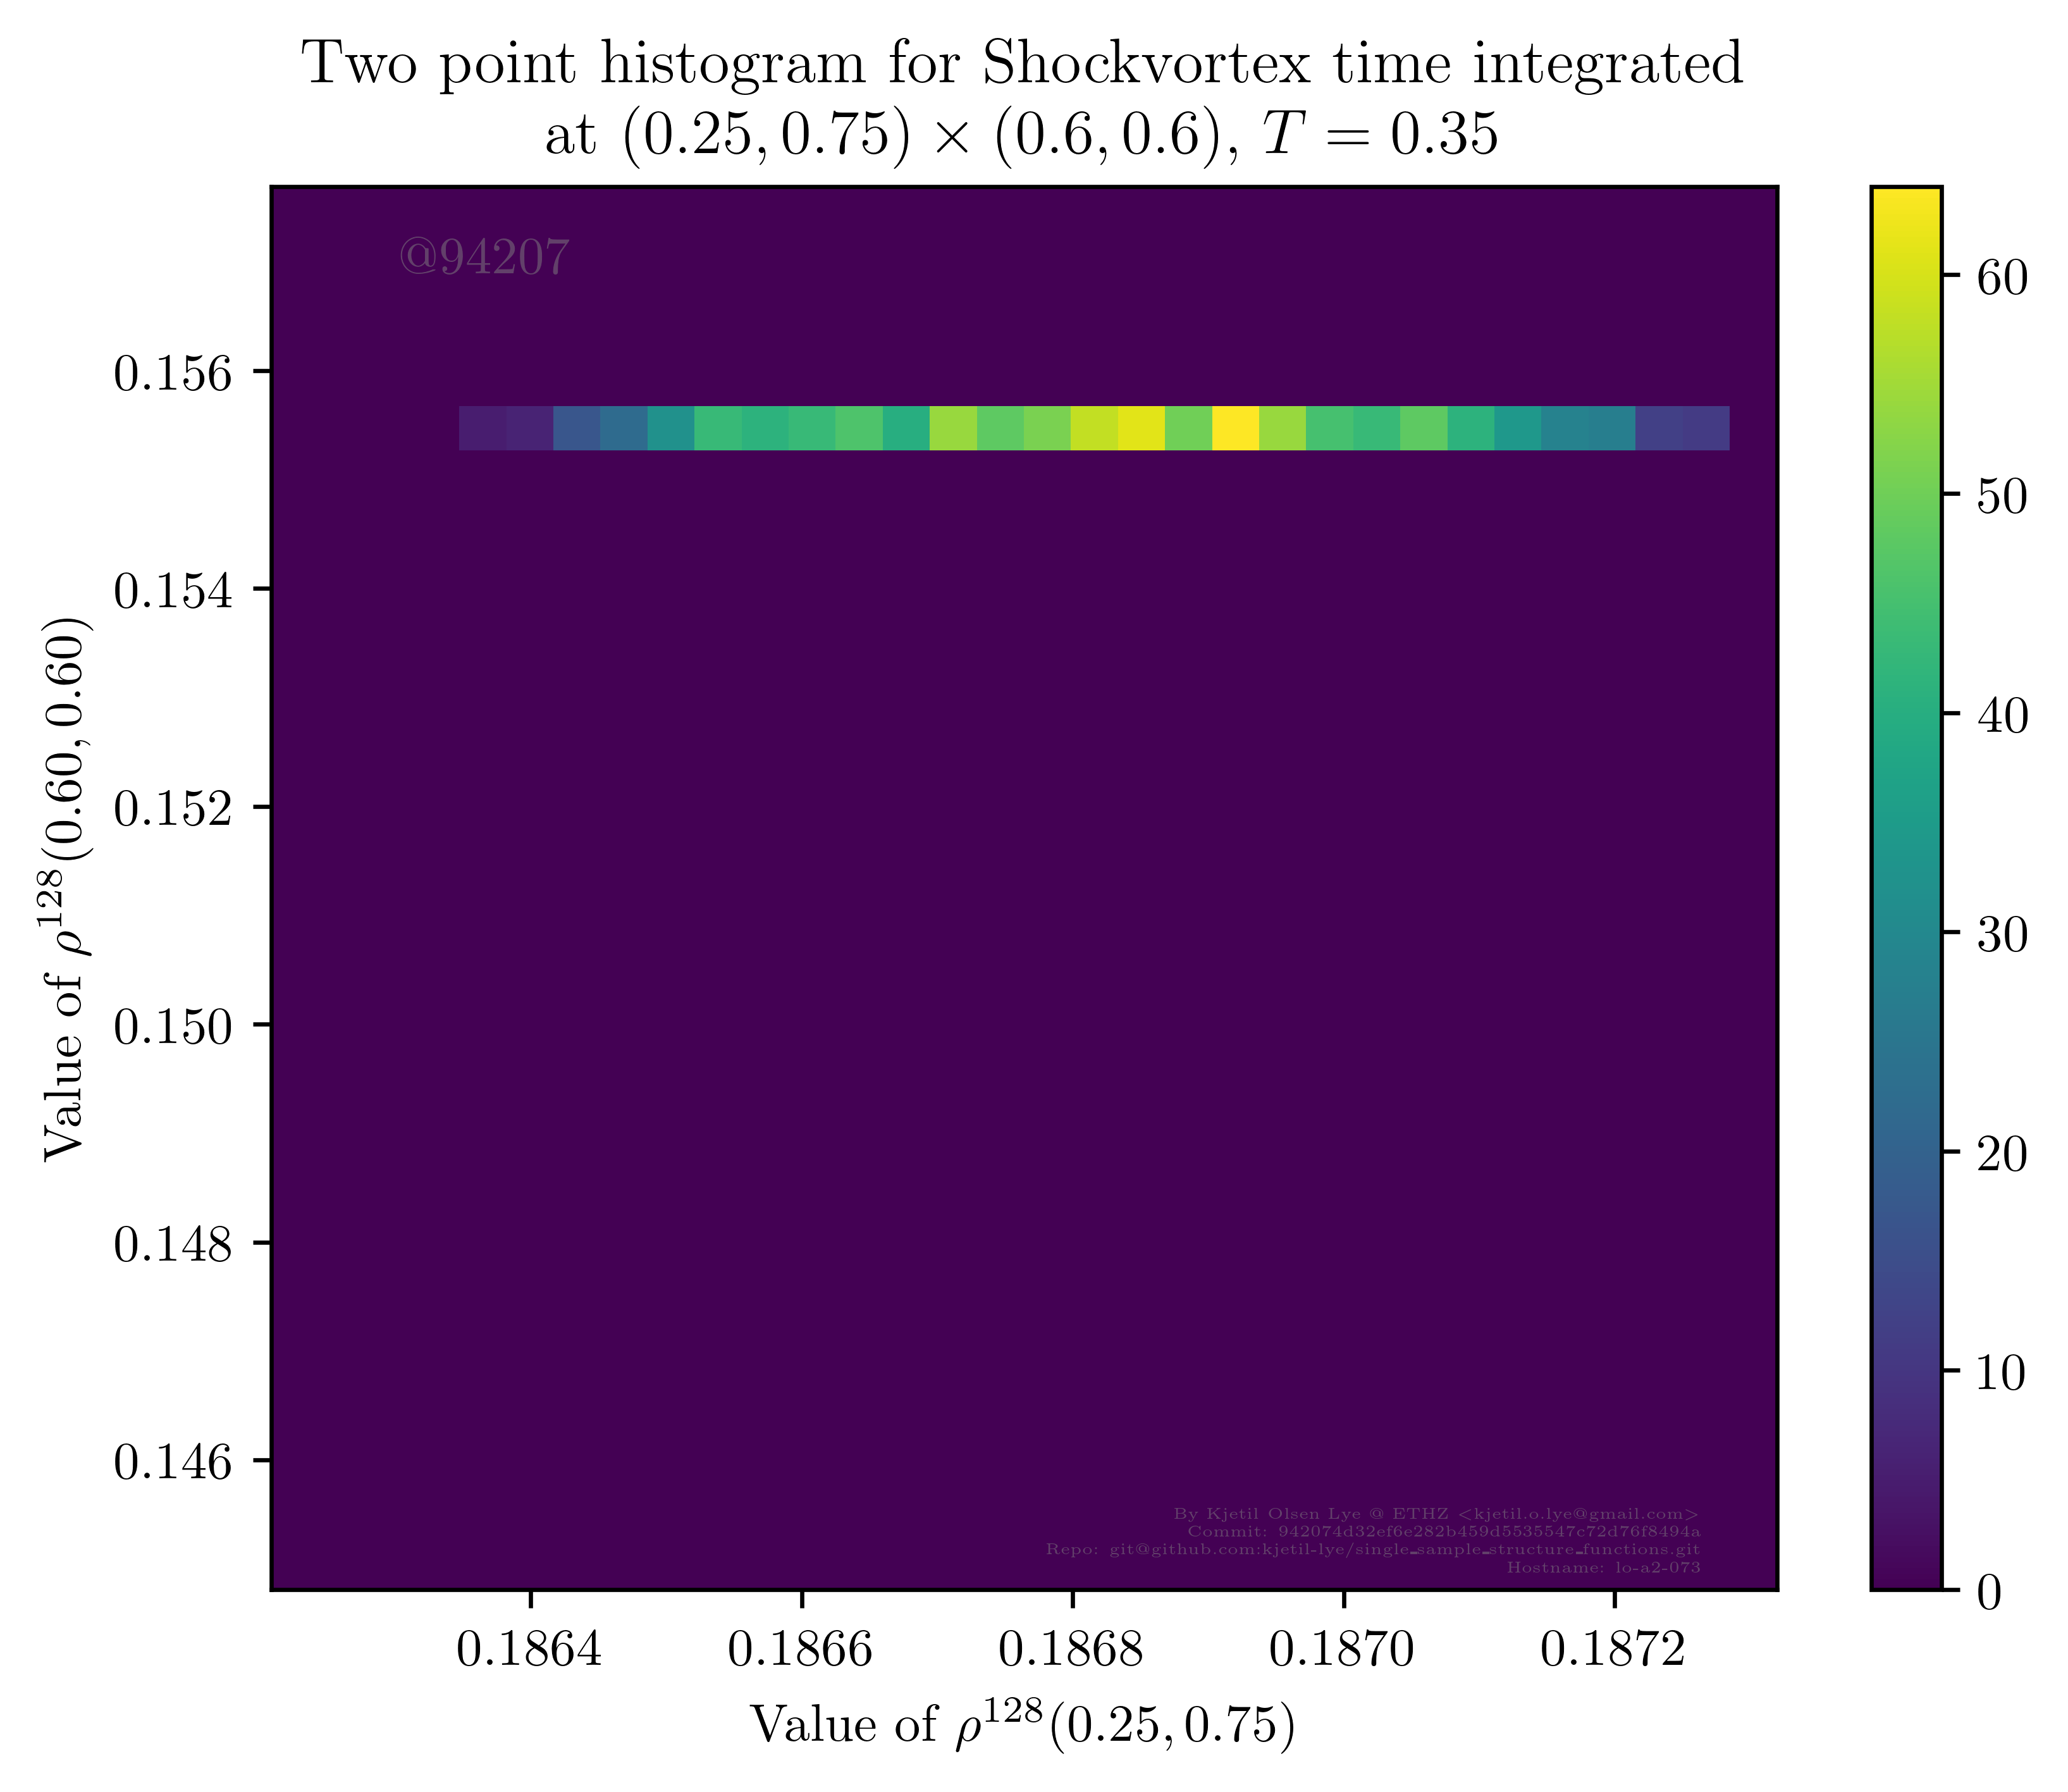 Two point histogram for Shockvortex time integrated
at (0.25, 0.75) × (0.6, 0.6), T = 0.35
@94207
0.156
0.154
0.152
0.150
0.148
0.146
Value of ρ^128(0.60, 0.60)
60
50
40
30
20
10
0
By Kjetil Olsen Lye @ ETHZ <kjetil.o.lye@gmail.com>
Commit: 942074d32ef6e282b459d5535547c72d76f8494a
Repo: git@github.com:kjetil-lye/single_sample_structure_functions.git
Hostname: lo-a2-073
0.1864 0.1866 0.1868 0.1870 0.1872
Value of ρ^128(0.25, 0.75)